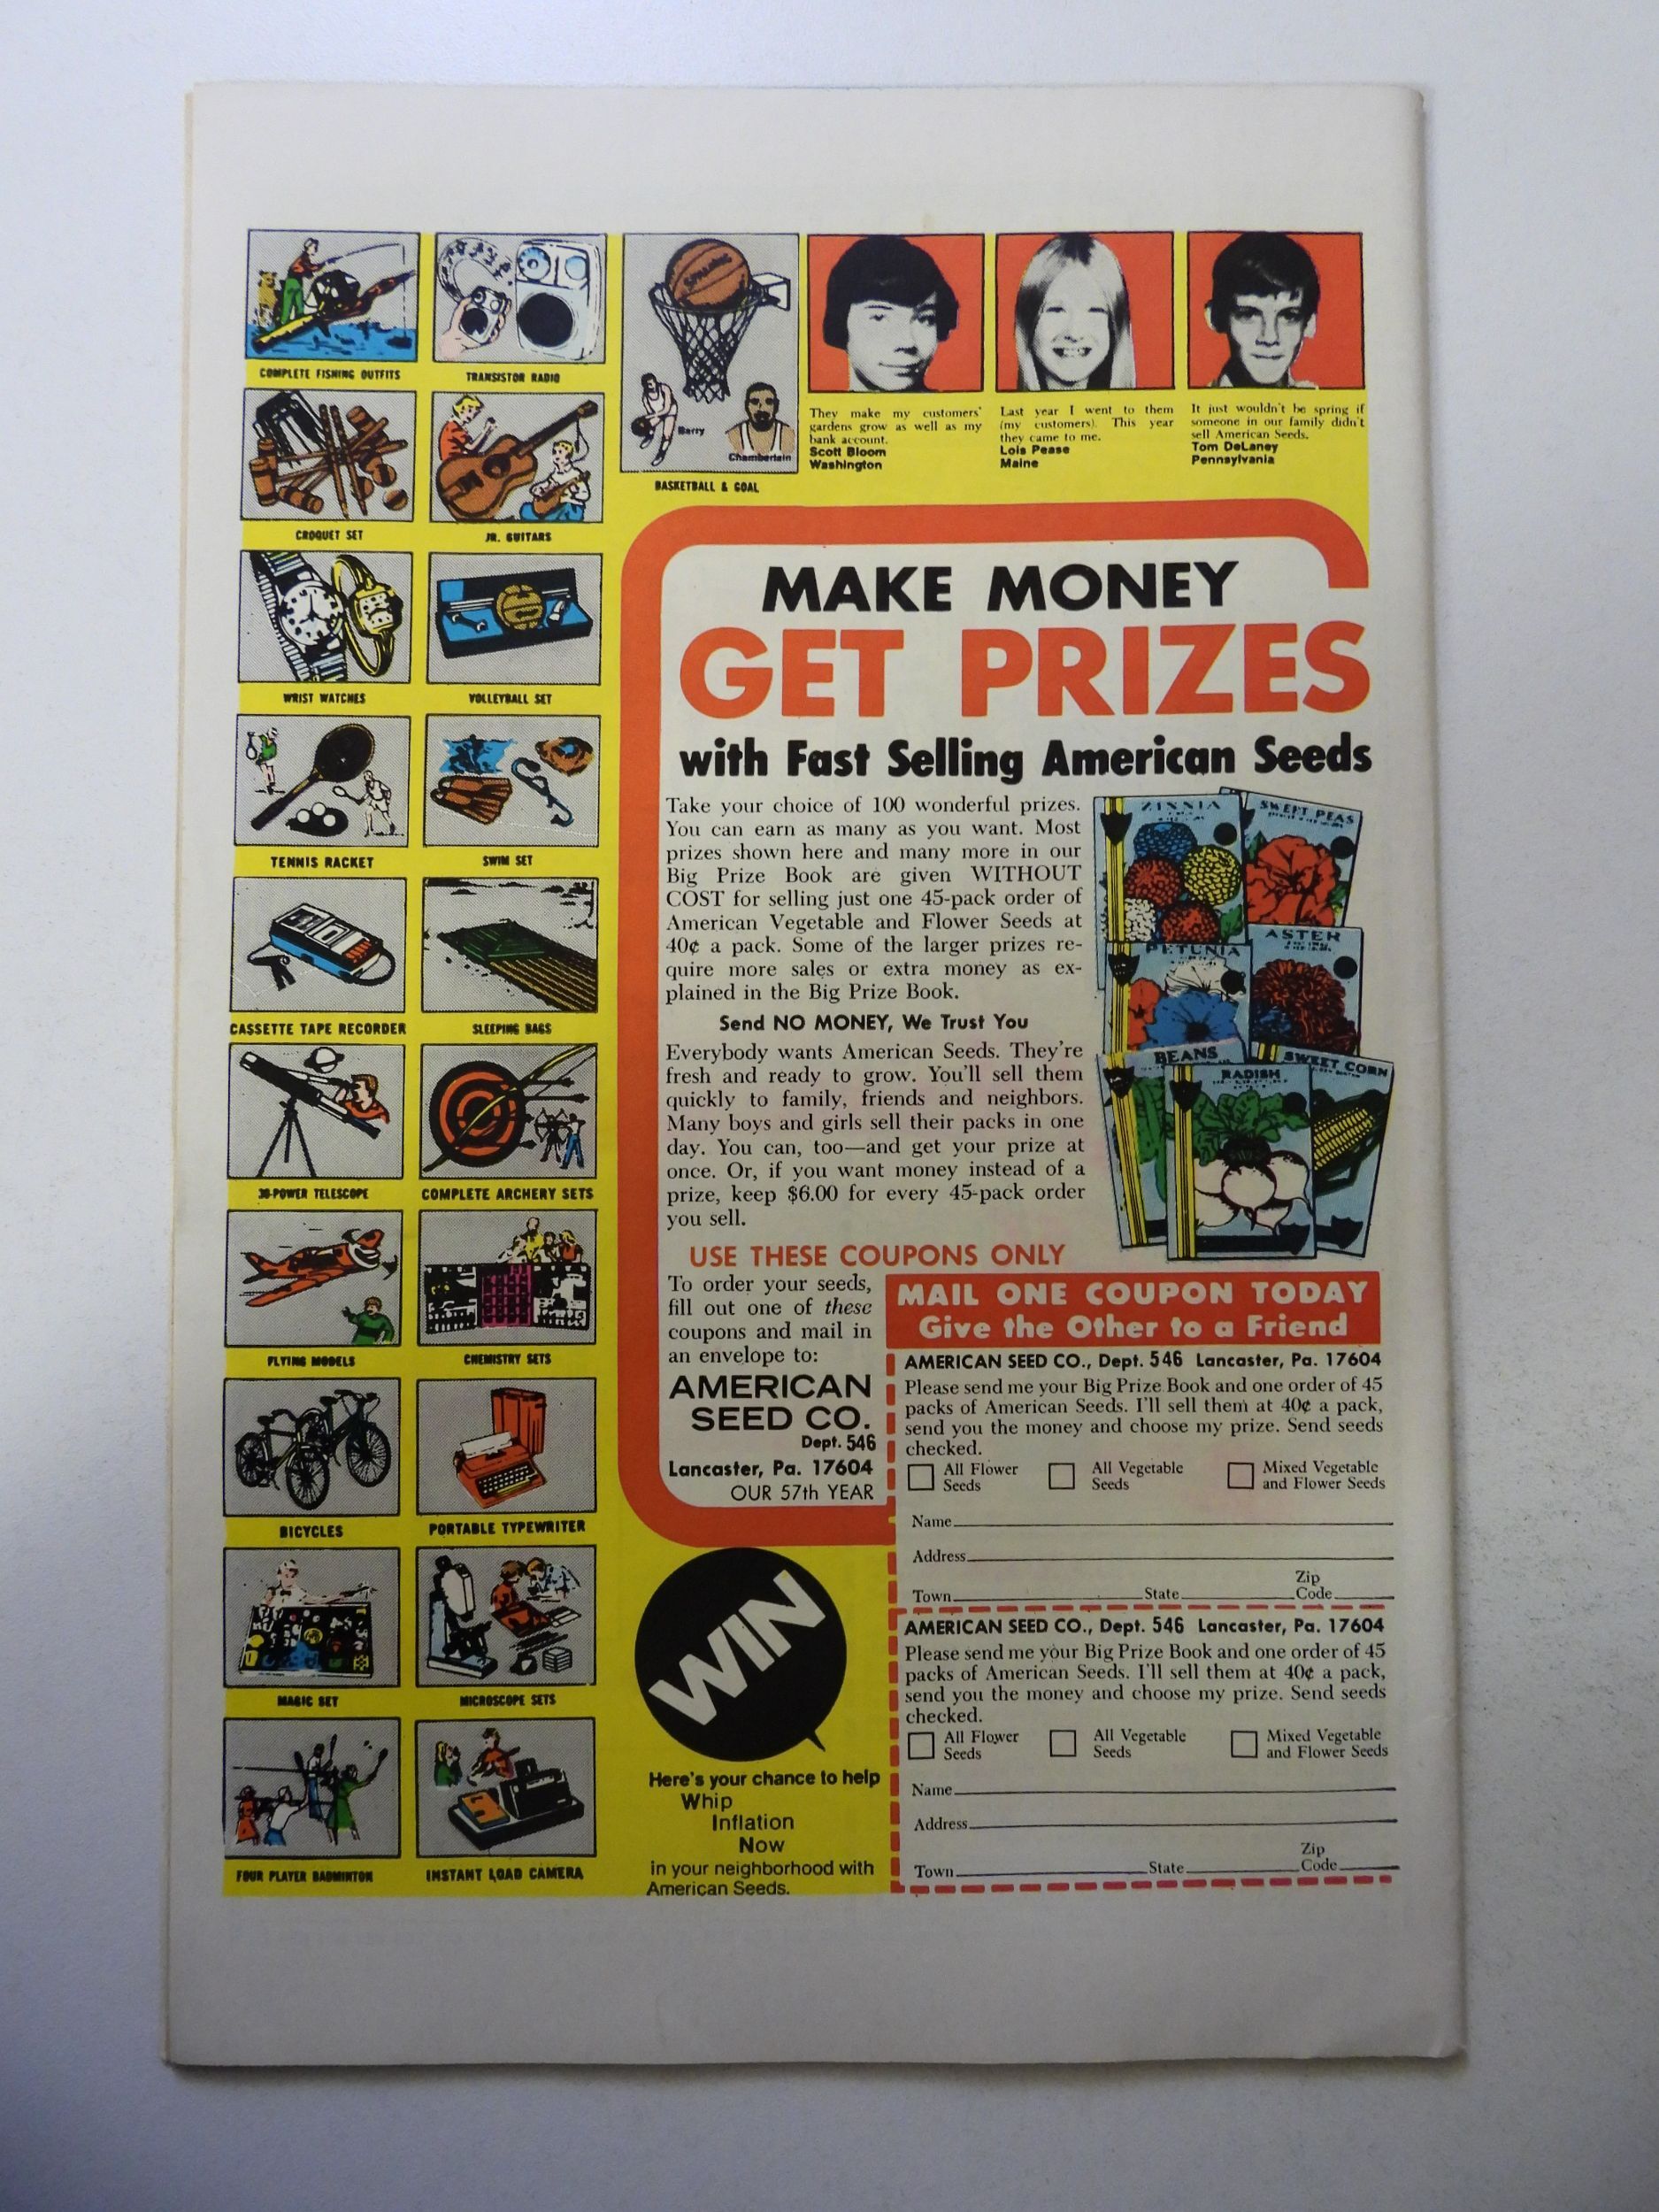 COMPLETE FISHING OUTFITS
TRANSISTOR RADIO
SPALDING
Barry
Chamberlain
BASKETBALL & GOAL
They make my customers'
gardens grow as well as my
bank account.
Scott Bloom
Washington
Last year I went to them
(my customers). This year
they came to me.
Lois Pease
Maine
It just wouldn't be spring if
someone in our family didn't
sell American Seeds.
Tom DeLaney
Pennsylvania
CROQUET SET
JR. GUITARS
WRIST WATCHES
VOLLEYBALL SET
TENNIS RACKET
SWIM SET
CASSETTE TAPE RECORDER
SLEEPING BAGS
30-POWER TELESCOPE
COMPLETE ARCHERY SETS
FLYING MODELS
CHEMISTRY SETS
BICYCLES
PORTABLE TYPEWRITER
MAGIC SET
MICROSCOPE SETS
FOUR PLAYER BADMINTON
INSTANT LOAD CAMERA
MAKE MONEY
GET PRIZES
with Fast Selling American Seeds
Take your choice of 100 wonderful prizes.
You can earn as many as you want. Most
prizes shown here and many more in our
Big Prize Book are given WITHOUT
COST for selling just one 45-pack order of
American Vegetable and Flower Seeds at
40¢ a pack. Some of the larger prizes re-
quire more sales or extra money as ex-
plained in the Big Prize Book.
Send NO MONEY, We Trust You
Everybody wants American Seeds. They're
fresh and ready to grow. You'll sell them
quickly to family, friends and neighbors.
Many boys and girls sell their packs in one
day. You can, too—and get your prize at
once. Or, if you want money instead of a
prize, keep $6.00 for every 45-pack order
you sell.
ZINNIA
SWEET PEAS
PETUNIA
ASTER
BEANS
RADISH
SWEET CORN
USE THESE COUPONS ONLY
To order your seeds,
fill out one of these
coupons and mail in
an envelope to:
AMERICAN
SEED CO.
Dept. 546
Lancaster, Pa. 17604
OUR 57th YEAR
MAIL ONE COUPON TODAY
Give the Other to a Friend
AMERICAN SEED CO., Dept. 546 Lancaster, Pa. 17604
Please send me your Big Prize Book and one order of 45
packs of American Seeds. I'll sell them at 40¢ a pack,
send you the money and choose my prize. Send seeds
checked.
All Flower
Seeds
All Vegetable
Seeds
Mixed Vegetable
and Flower Seeds
Name
Address
Town State Zip
Code
AMERICAN SEED CO., Dept. 546 Lancaster, Pa. 17604
Please send me your Big Prize Book and one order of 45
packs of American Seeds. I'll sell them at 40¢ a pack,
send you the money and choose my prize. Send seeds
checked.
All Flower
Seeds
All Vegetable
Seeds
Mixed Vegetable
and Flower Seeds
Name
Address
Town State Zip
Code
WIN
Here's your chance to help
Whip
Inflation
Now
in your neighborhood with
American Seeds.